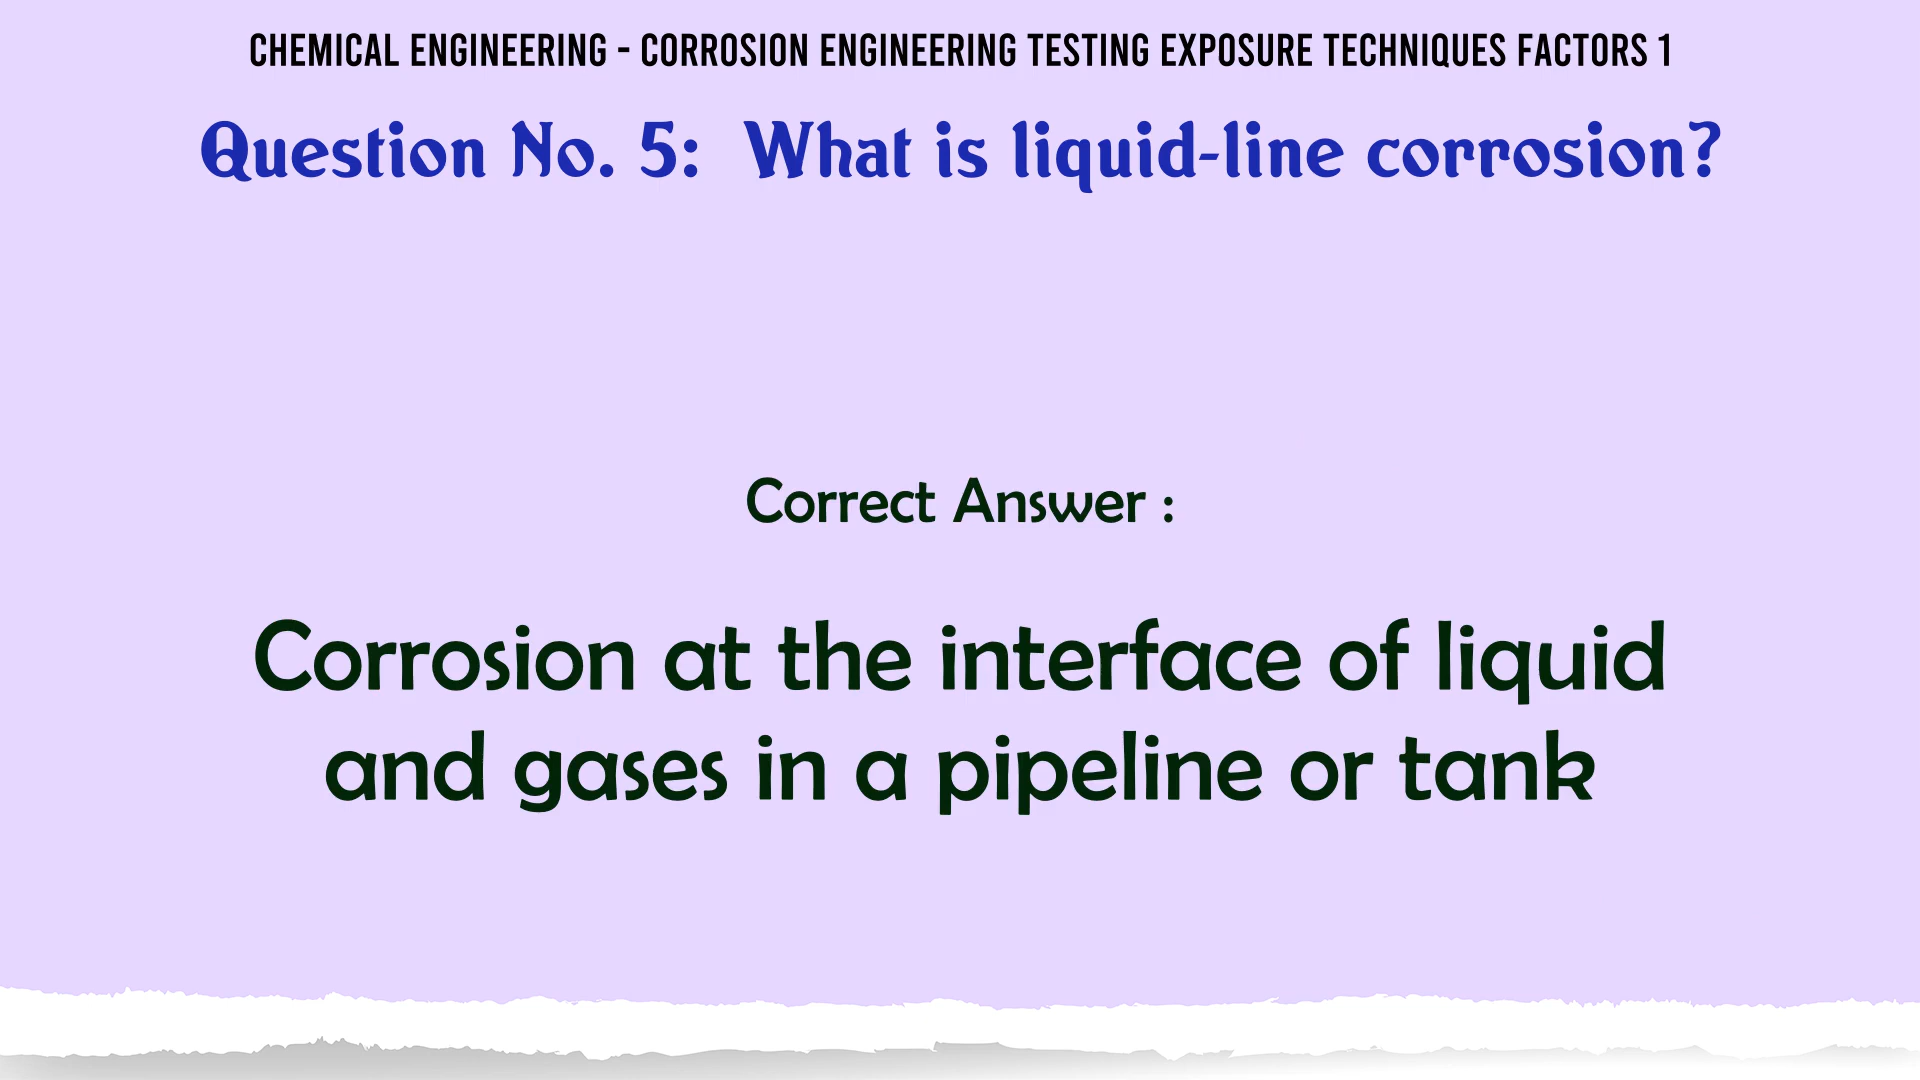 CHEMICAL ENGINEERING - CORROSION ENGINEERING TESTING EXPOSURE TECHNIQUES FACTORS 1
Question No. 5:  What is liquid-line corrosion?
Correct Answer :
Corrosion at the interface of liquid
and gases in a pipeline or tank